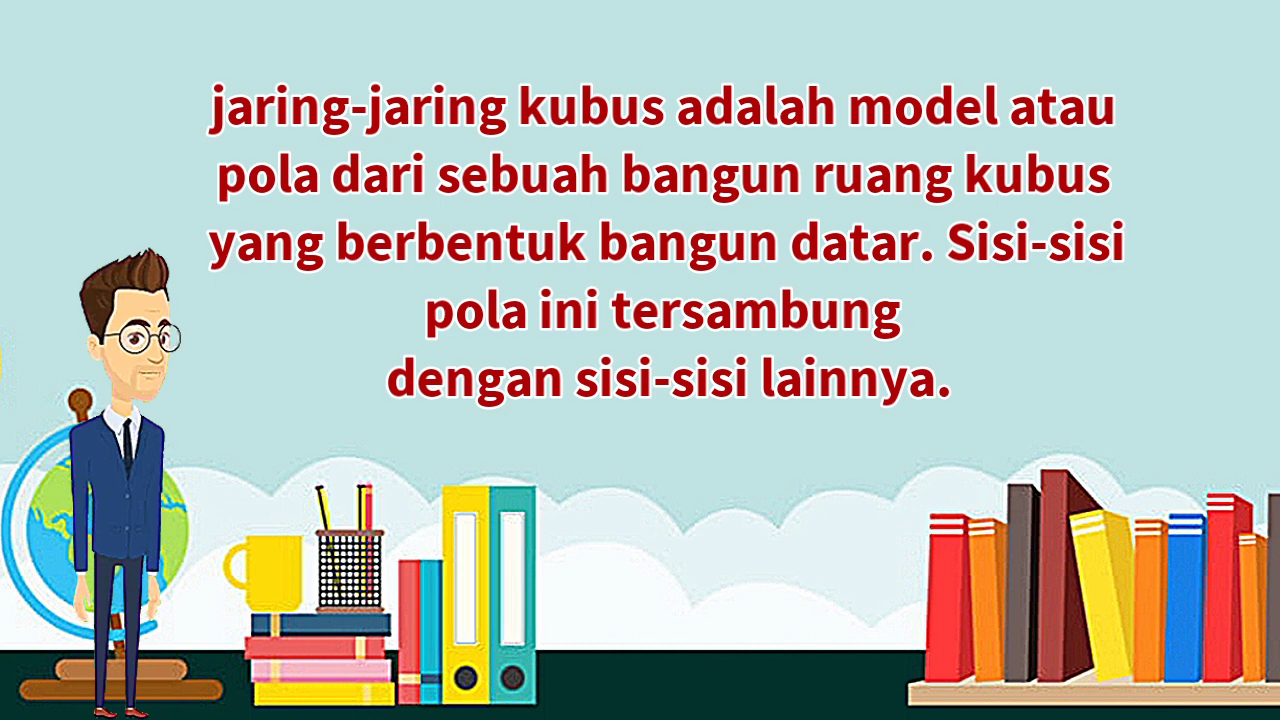 jaring-jaring kubus adalah model atau
pola dari sebuah bangun ruang kubus
yang berbentuk bangun datar. Sisi-sisi
pola ini tersambung
dengan sisi-sisi lainnya.